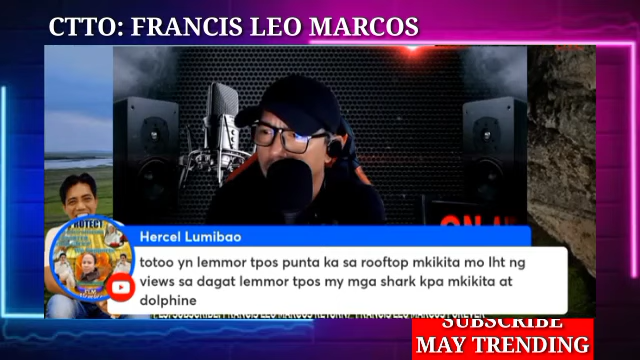 CTTO: FRANCIS LEO MARCOS
Hercel Lumibao
totoo yn lemmor tpos punta ka sa rooftop mkikita mo lht ng
views sa dagat lemmor tpos my mga shark kpa mkikita at
dolphine
SUBSCRIBE
MAY TRENDING